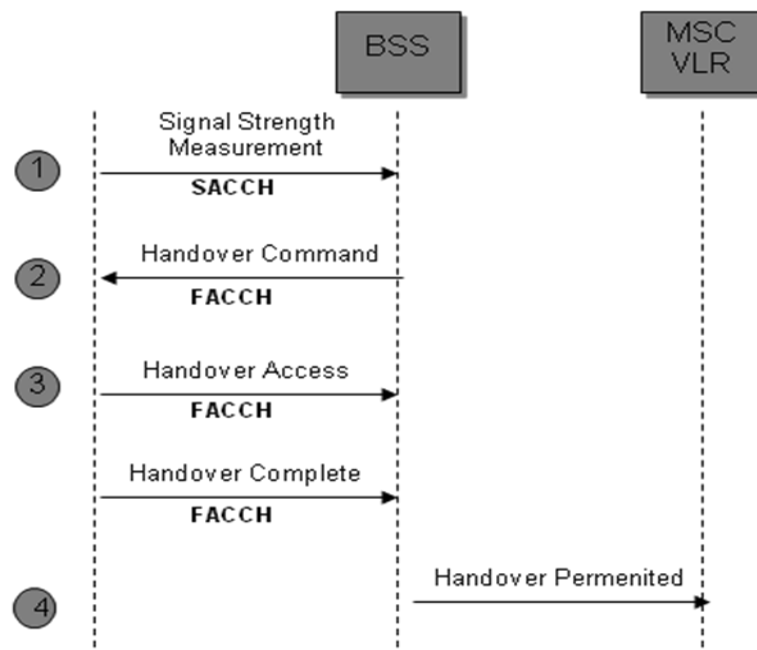 BSS
MSC
VLR
Signal Strength
Measurement
1
SACCH
Handover Command
2
FACCH
Handover Access
3
FACCH
Handover Complete
FACCH
Handover Permenited
4